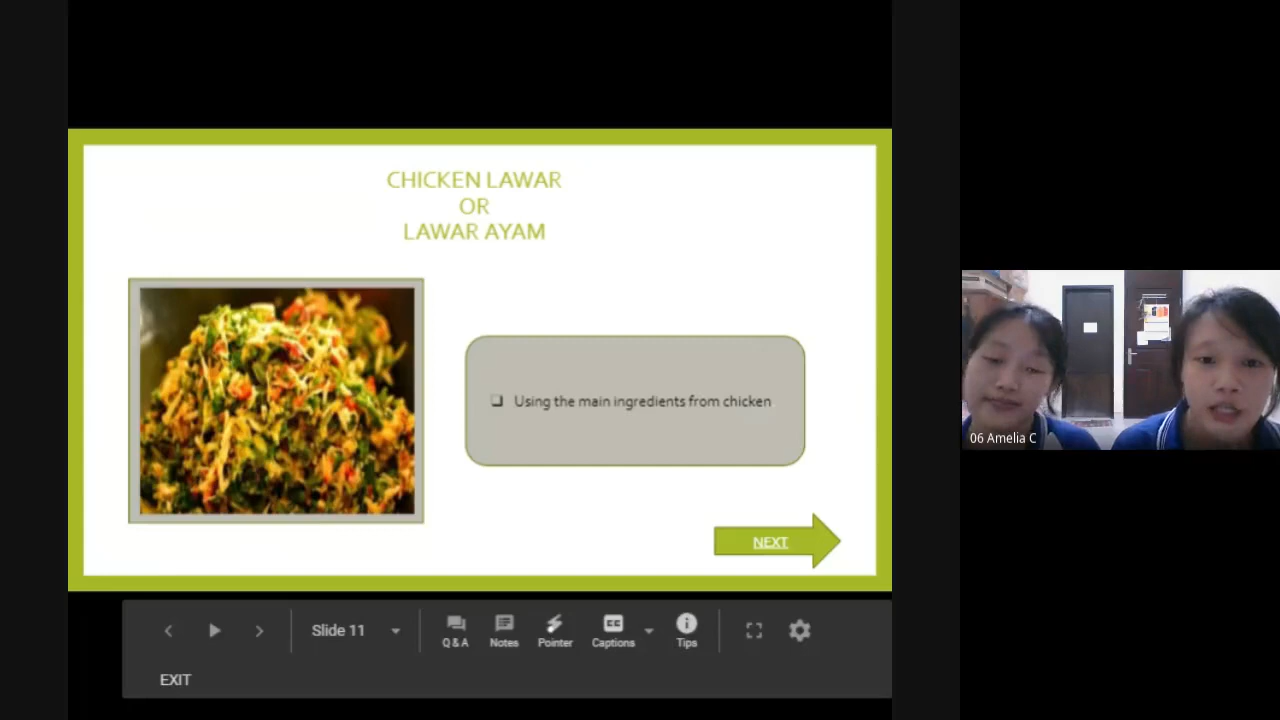 CHICKEN LAWAR
OR
LAWAR AYAM
Using the main ingredients from chicken
NEXT
Slide 11
Q & A
Notes
Pointer
Captions
Tips
EXIT
06 Amelia C